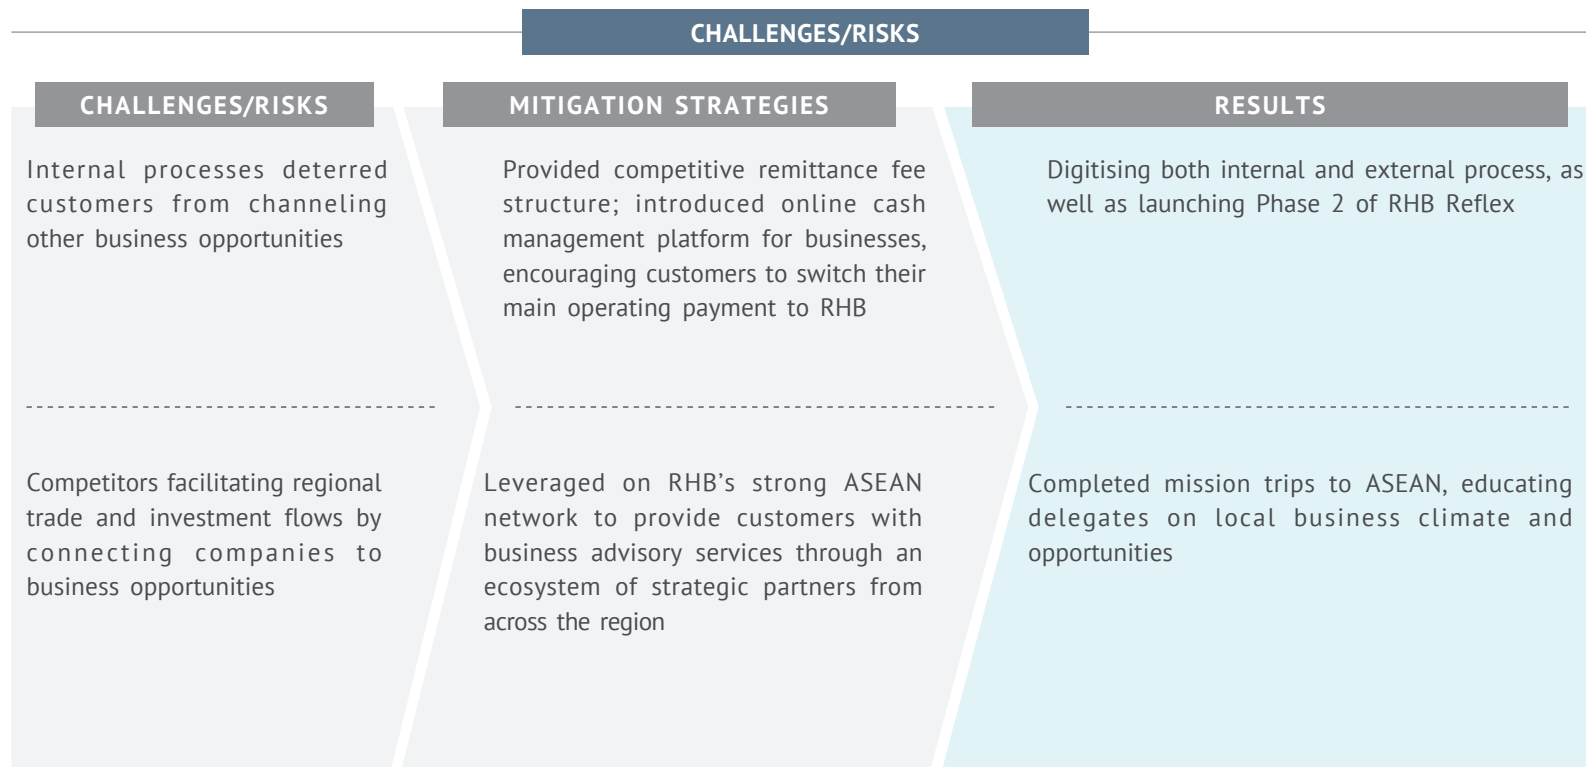 CHALLENGES/RISKS
CHALLENGES/RISKS
Internal processes deterred
customers from channeling
other business opportunities
Competitors facilitating regional
trade and investment flows by
connecting companies to
business opportunities
MITIGATION STRATEGIES
Provided competitive remittance fee
structure; introduced online cash
management platform for businesses,
encouraging customers to switch their
main operating payment to RHB
Leveraged on RHB’s strong ASEAN
network to provide customers with
business advisory services through an
ecosystem of strategic partners from
across the region
RESULTS
Digitising both internal and external process, as
well as launching Phase 2 of RHB Reflex
Completed mission trips to ASEAN, educating
delegates on local business climate and
opportunities